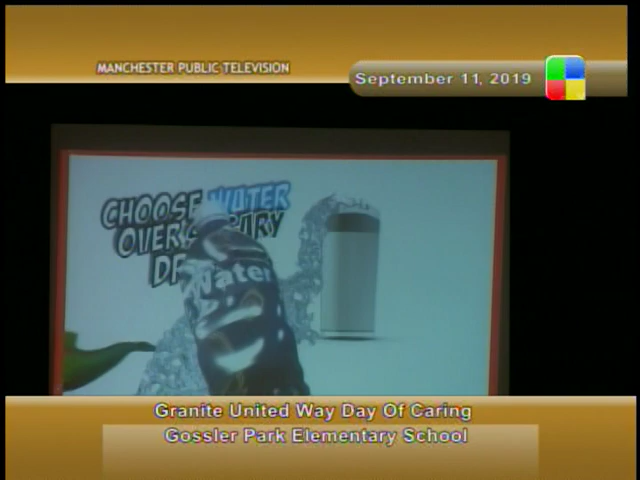 MANCHESTER PUBLIC TELEVISION
September 11, 2019
CHOOSE WATER
OVER
Water
Granite United Way Day Of Caring
Gossler Park Elementary School